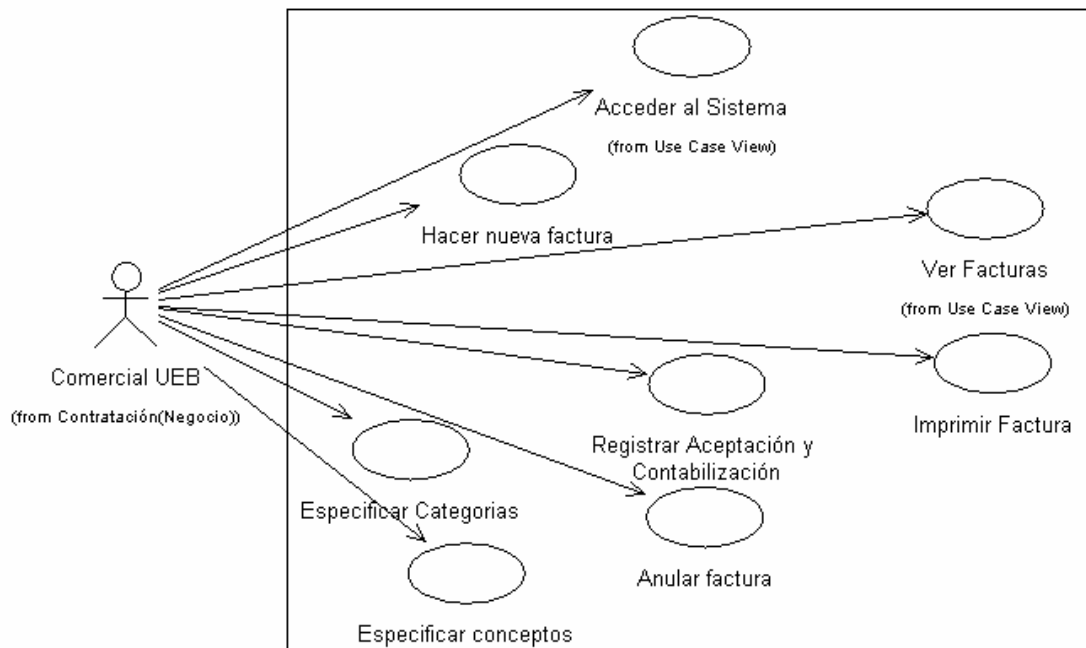 Acceder al Sistema
(from Use Case View)
Hacer nueva factura
Ver Facturas
(from Use Case View)
Comercial UEB
(from Contratación(Negocio))
Imprimir Factura
Registrar Aceptación y
Contabilización
Especificar Categorias
Anular factura
Especificar conceptos